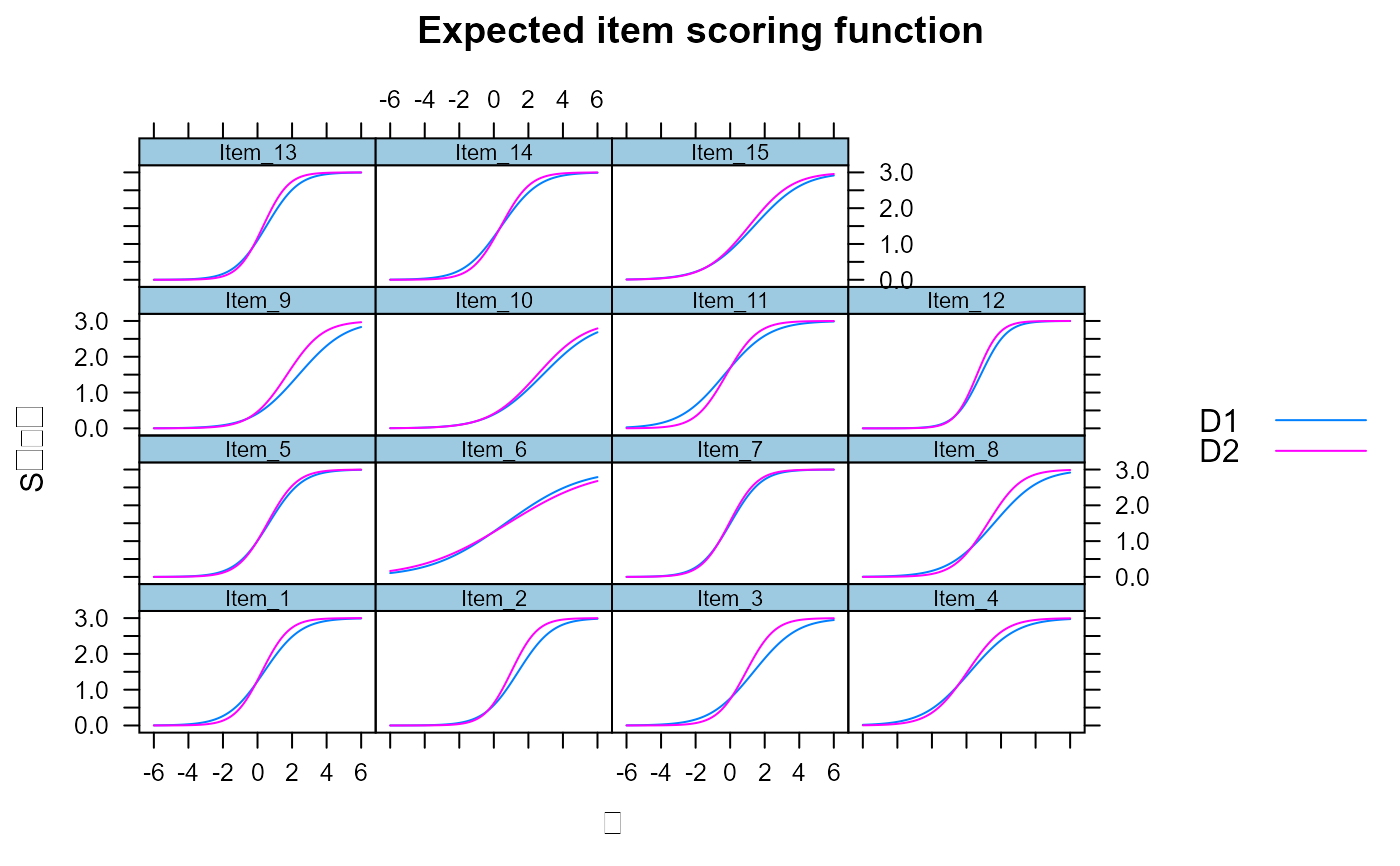 Expected item scoring function
-6 -4 -2 0 2 4 6
Item_13 Item_14 Item_15
3.0
2.0
1.0
0.0
Item_9 Item_10 Item_11 Item_12
3.0
2.0
1.0
0.0
Item_5 Item_6 Item_7 Item_8
3.0
2.0
1.0
0.0
Item_1 Item_2 Item_3 Item_4
3.0
2.0
1.0
0.0
-6 -4 -2 0 2 4 6 -6 -4 -2 0 2 4 6
D1
D2